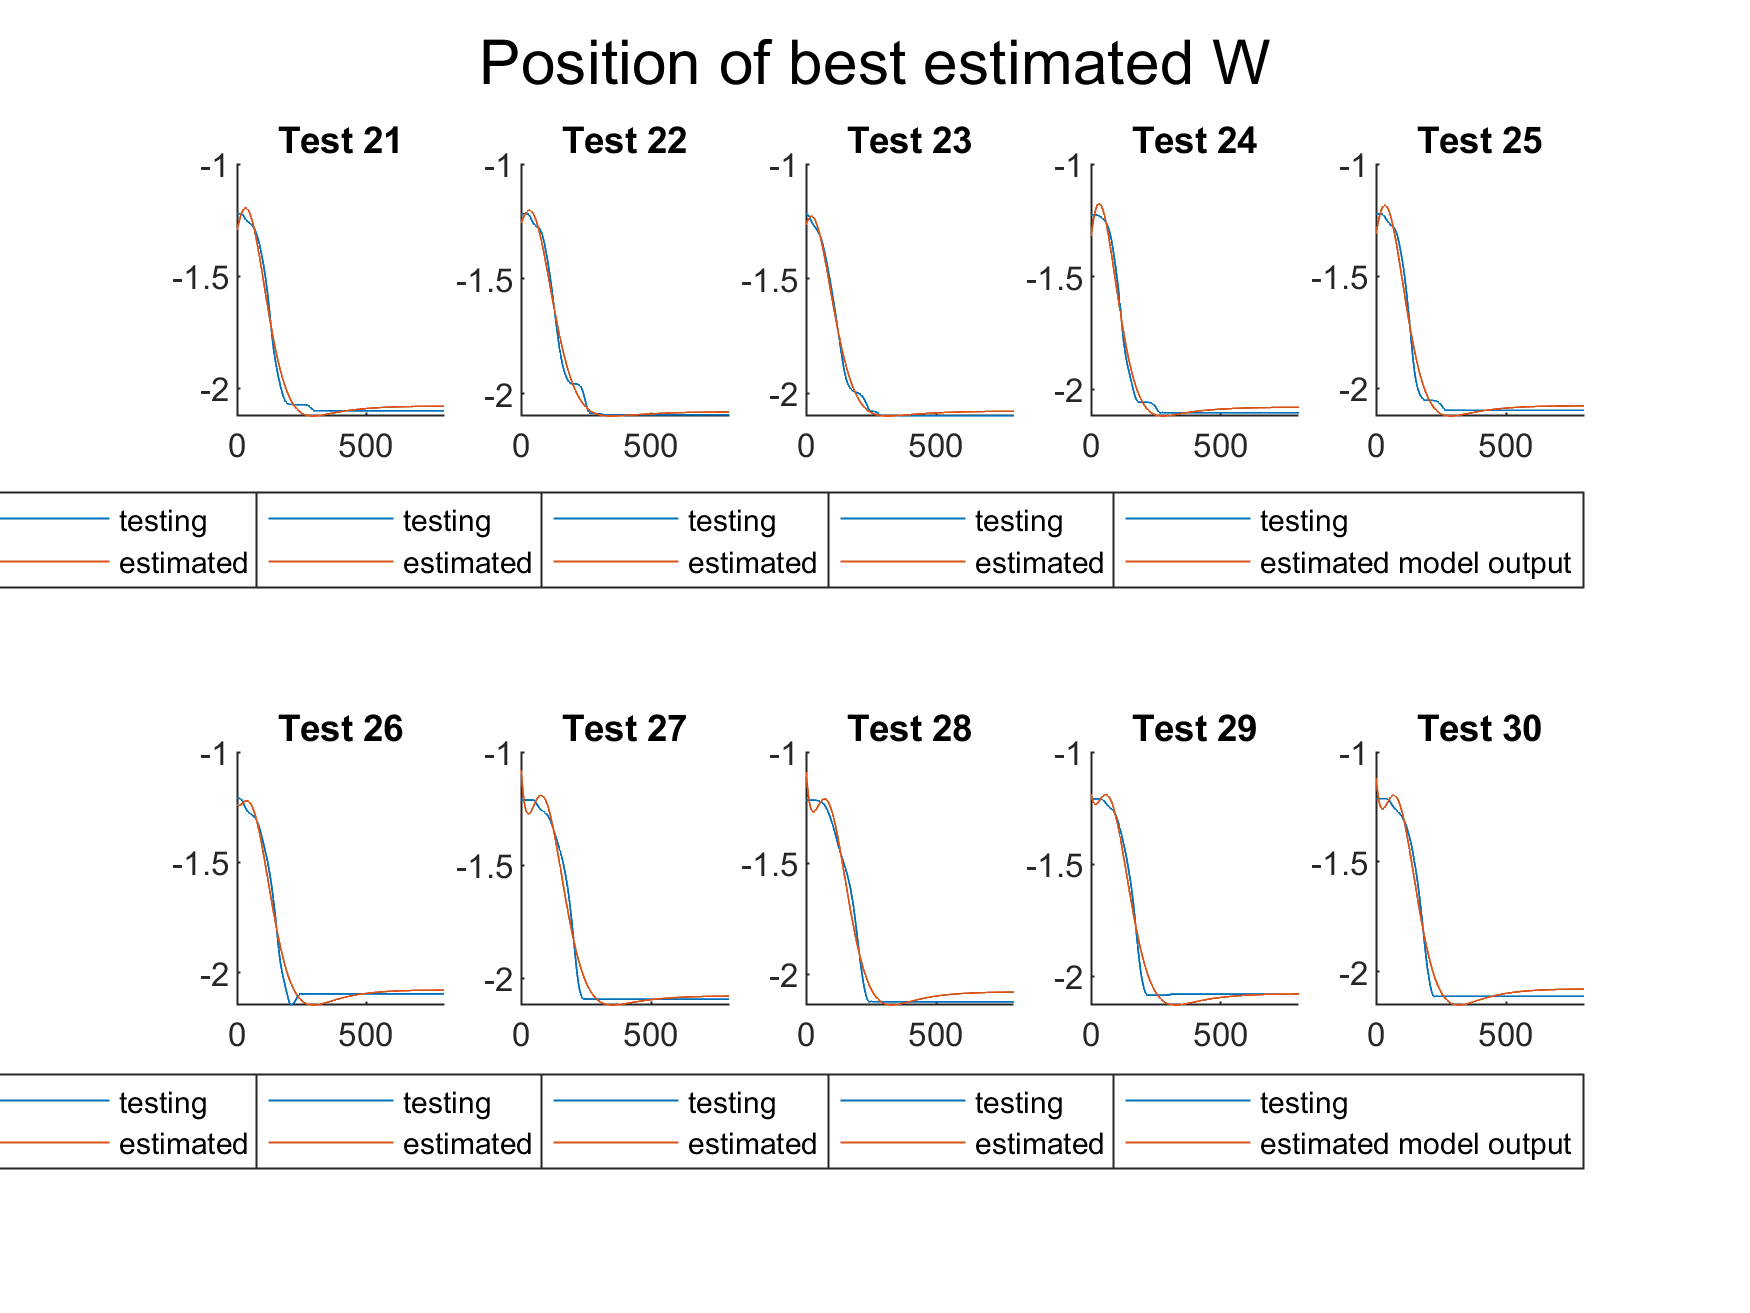 Position of best estimated W
Test 21 Test 22 Test 23 Test 24 Test 25
-1 -1 -1 -1 -1
-1.5 -1.5 -1.5 -1.5 -1.5
-2 -2 -2 -2 -2
0 500 0 500 0 500 0 500 0 500
testing testing testing testing testing
estimated estimated estimated estimated estimated model output
Test 26 Test 27 Test 28 Test 29 Test 30
-1 -1 -1 -1 -1
-1.5 -1.5 -1.5 -1.5 -1.5
-2 -2 -2 -2 -2
0 500 0 500 0 500 0 500 0 500
testing testing testing testing testing
estimated estimated estimated estimated estimated model output